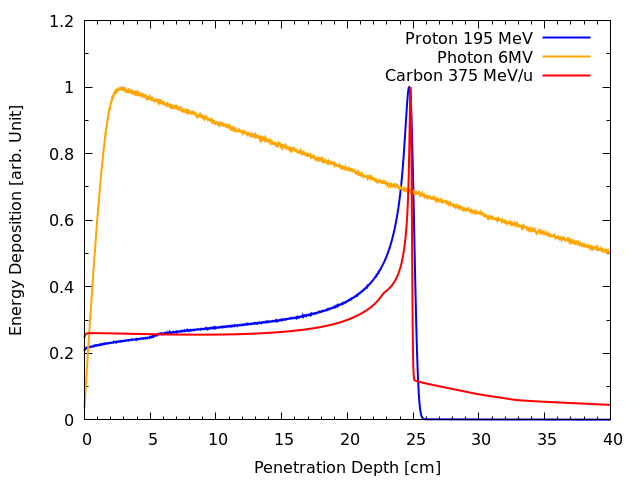 1.2
1
0.8
0.6
0.4
0.2
0
Energy Deposition [arb. Unit]
Proton 195 MeV
Photon 6MV
Carbon 375 MeV/u
0 5 10 15 20 25 30 35 40
Penetration Depth [cm]